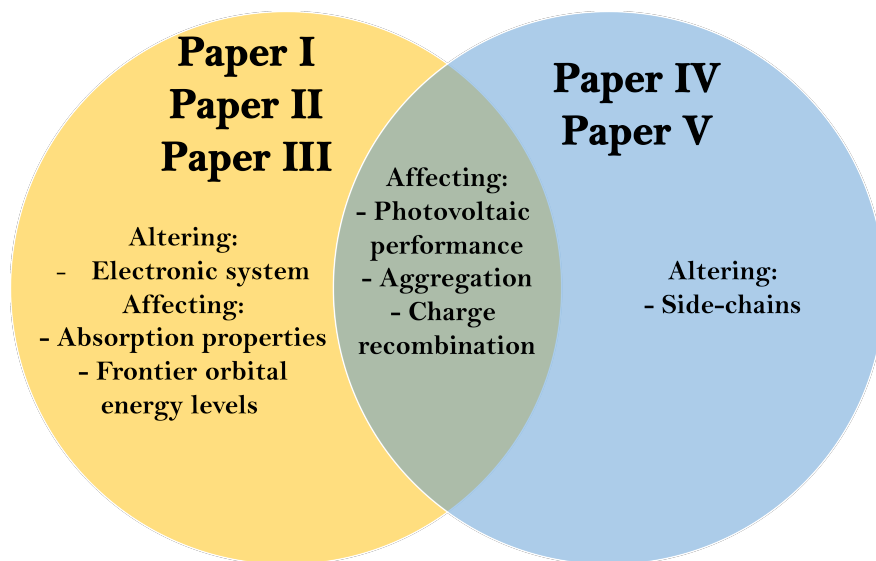 Paper I
Paper II
Paper III
Altering:
- Electronic system
Affecting:
- Absorption properties
- Frontier orbital
energy levels
Affecting:
- Photovoltaic
performance
- Aggregation
- Charge
recombination
Paper IV
Paper V
Altering:
- Side-chains